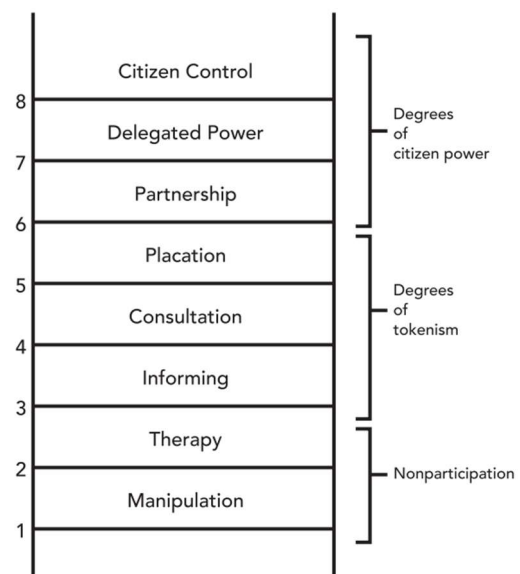 Citizen Control
8
Delegated Power
7
Partnership
6
Placation
5
Consultation
4
Informing
3
Therapy
2
Manipulation
1
Degrees
of
citizen power
Degrees
of
tokenism
Nonparticipation